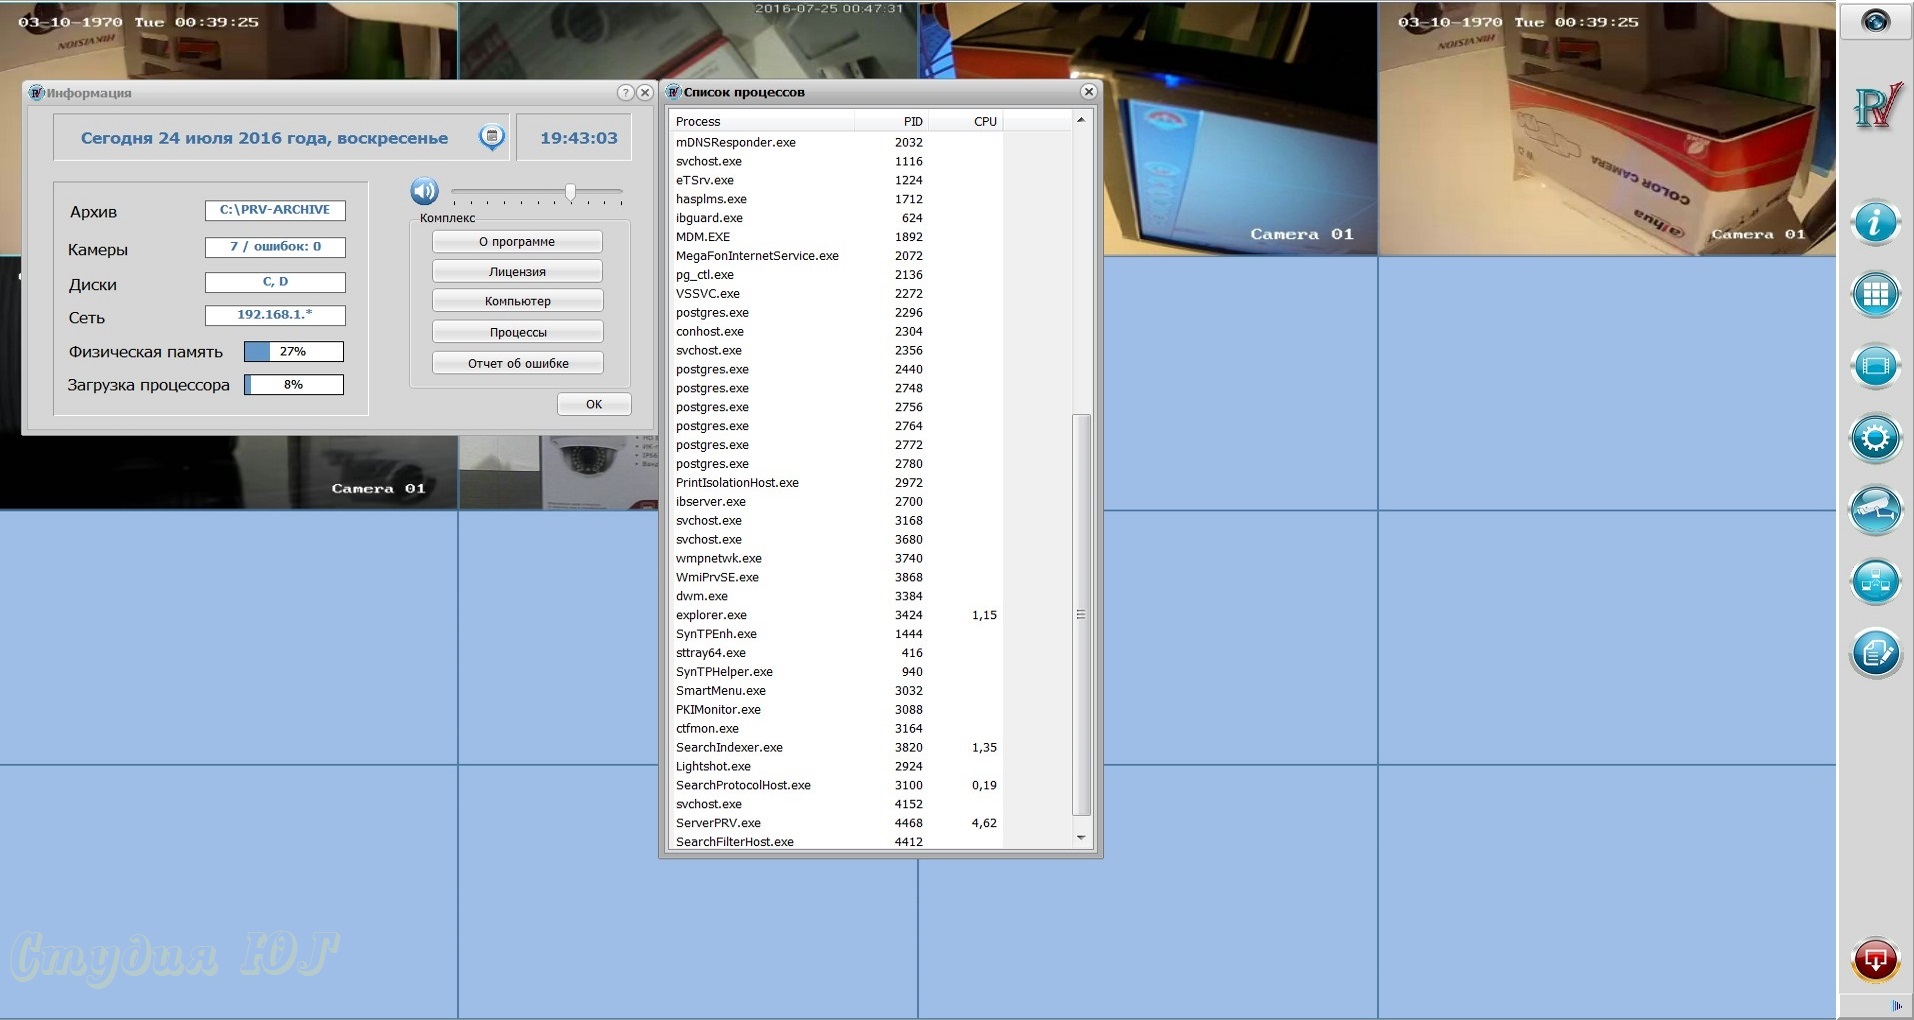 03-10-1970 Tue 00:39:25
2016-07-25 00:47:31
03-10-1970 Tue 00:39:25
HIKVISION
HIKVISION
COLOR CAMERA
alhua
Camera 01
Camera 01
Информация
Сегодня 24 июля 2016 года, воскресенье
19:43:03
Архив
C:\PRV-ARCHIVE
Камеры
7 / ошибок: 0
Диски
C, D
Сеть
192.168.1.*
Физическая память
27%
Загрузка процессора
8%
Комплекс
О программе
Лицензия
Компьютер
Процессы
Отчет об ошибке
OK
Список процессов
Process PID CPU
mDNSResponder.exe 2032
svchost.exe 1116
eTSrv.exe 1224
hasplms.exe 1712
ibguard.exe 624
MDM.EXE 1892
MegaFonInternetService.exe 2072
pg_ctl.exe 2136
VSSVC.exe 2272
postgres.exe 2296
conhost.exe 2304
svchost.exe 2356
postgres.exe 2440
postgres.exe 2748
postgres.exe 2756
postgres.exe 2764
postgres.exe 2772
postgres.exe 2780
PrintIsolationHost.exe 2972
ibserver.exe 2700
svchost.exe 3168
svchost.exe 3680
wmpnetwk.exe 3740
WmiPrvSE.exe 3868
dwm.exe 3384
explorer.exe 3424 1,15
SynTPEnh.exe 1444
sttray64.exe 416
SynTPHelper.exe 940
SmartMenu.exe 3032
PKIMonitor.exe 3088
ctfmon.exe 3164
SearchIndexer.exe 3820 1,35
Lightshot.exe 2924
SearchProtocolHost.exe 3100 0,19
svchost.exe 4152
ServerPRV.exe 4468 4,62
SearchFilterHost.exe 4412
Camera 01
Студия ЮГ